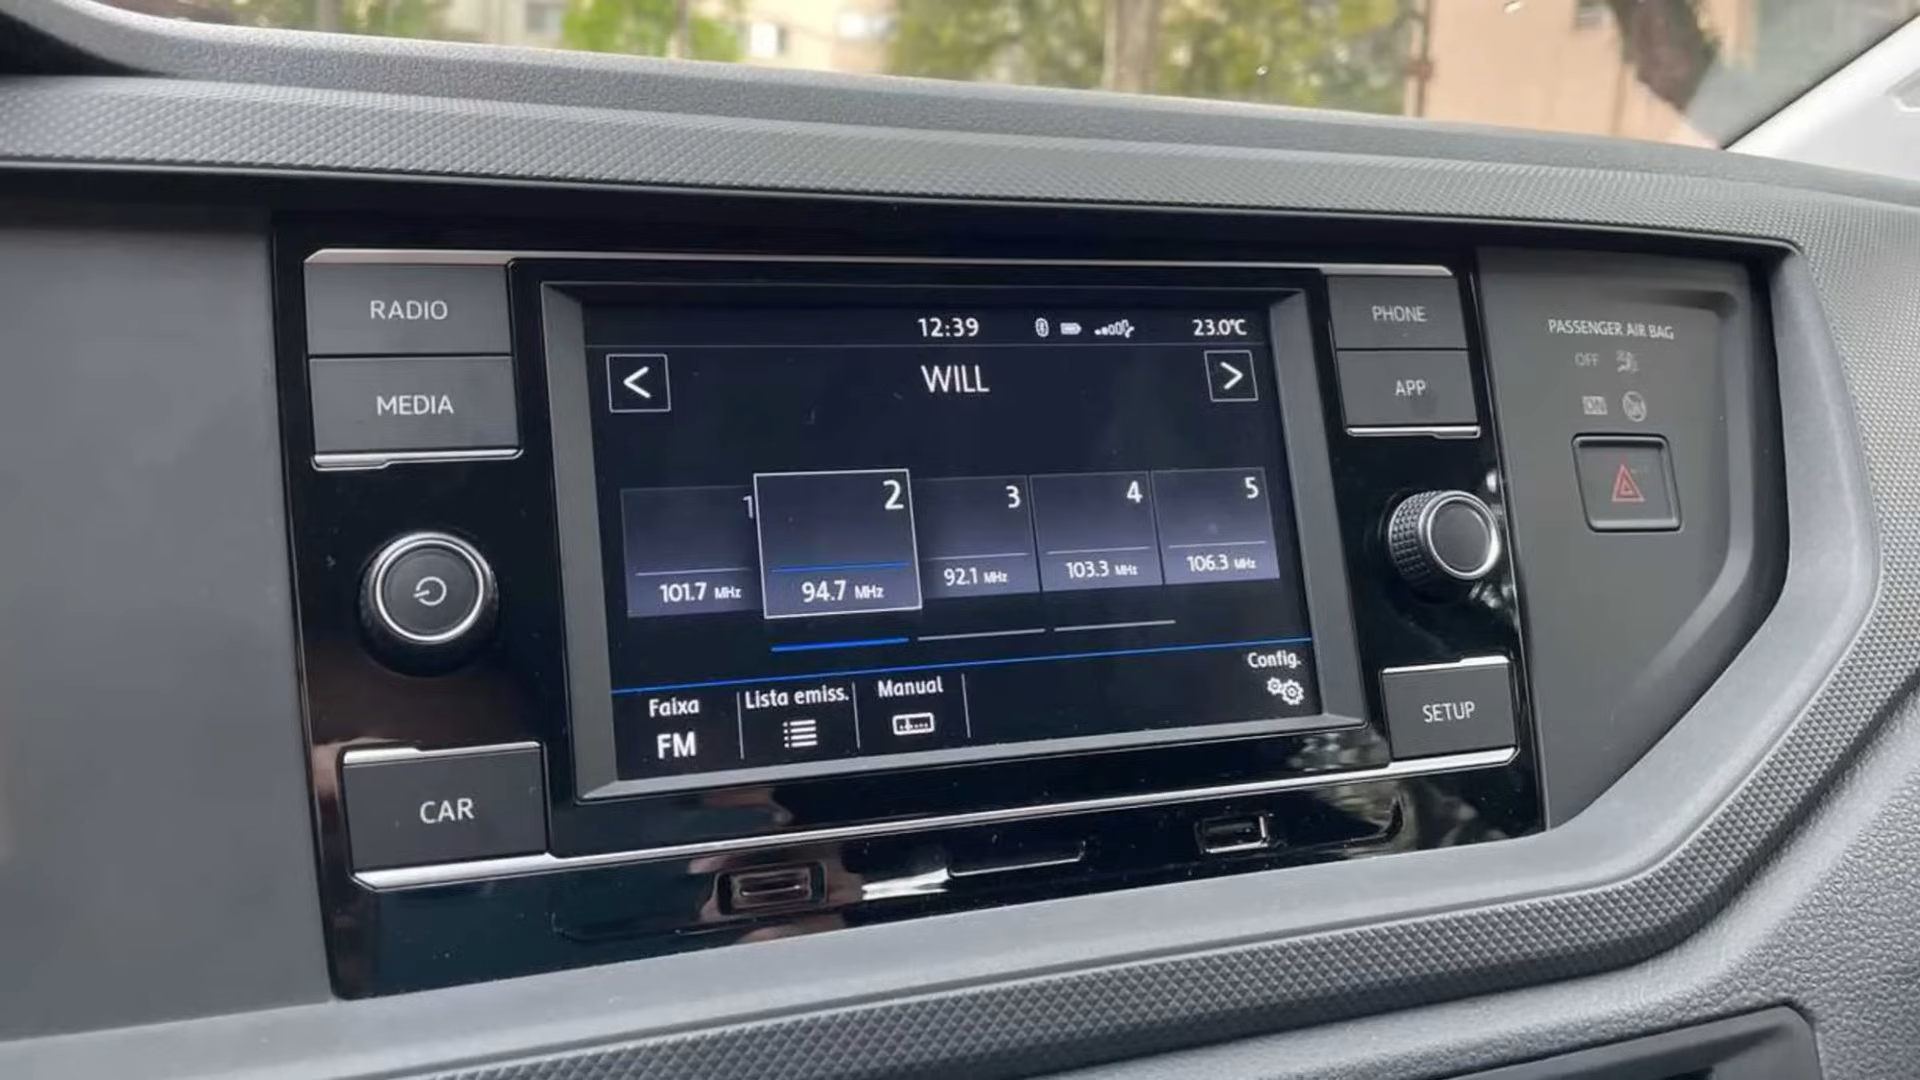 RADIO
MEDIA
CAR
12:39
23.0°C
<
WILL
>
1
2
3
4
5
101.7 MHz
94.7 MHz
92.1 MHz
103.3 MHz
106.3 MHz
Faixa
FM
Lista emiss.
Manual
Config.
PHONE
APP
SETUP
PASSENGER AIR BAG
OFF
ON